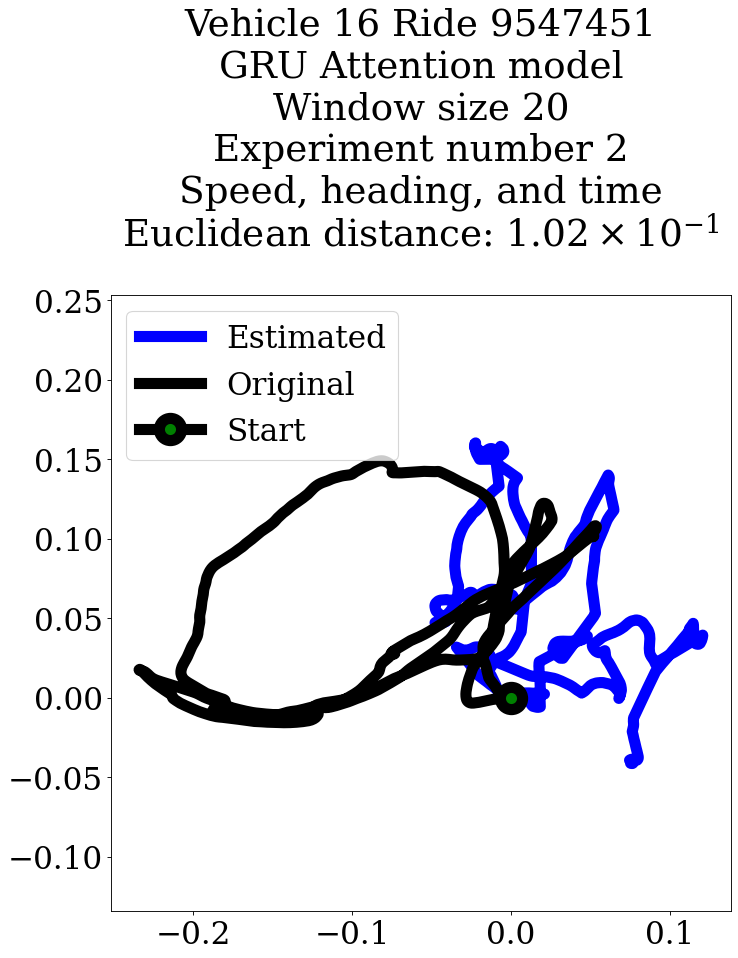 Vehicle 16 Ride 9547451
GRU Attention model
Window size 20
Experiment number 2
Speed, heading, and time
Euclidean distance: 1.02 × 10⁻¹
0.25
0.20
0.15
0.10
0.05
0.00
−0.05
−0.10
Estimated
Original
Start
−0.2
−0.1
0.0
0.1